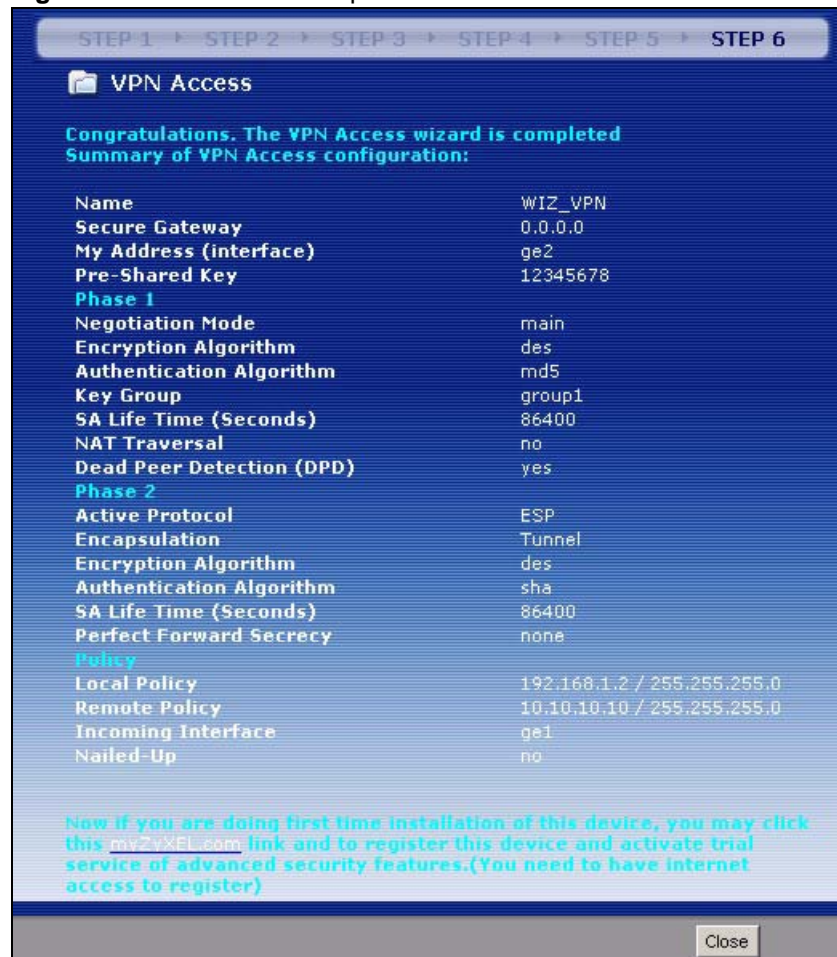 STEP 1 STEP 2 STEP 3 STEP 4 STEP 5 STEP 6
VPN Access
Congratulations. The VPN Access wizard is completed
Summary of VPN Access configuration:
Name WIZ_VPN
Secure Gateway 0.0.0.0
My Address (interface) ge2
Pre-Shared Key 12345678
Phase 1
Negotiation Mode main
Encryption Algorithm des
Authentication Algorithm md5
Key Group group1
SA Life Time (Seconds) 86400
NAT Traversal no
Dead Peer Detection (DPD) yes
Phase 2
Active Protocol ESP
Encapsulation Tunnel
Encryption Algorithm des
Authentication Algorithm sha
SA Life Time (Seconds) 86400
Perfect Forward Secrecy none
Policy
Local Policy 192.168.1.2 / 255.255.255.0
Remote Policy 10.10.10.10 / 255.255.255.0
Incoming Interface ge1
Nailed-Up no
Now if you are doing first time installation of this device, you may click
this myZyXEL.com link and to register this device and activate trial
service of advanced security features.(You need to have internet
access to register)
Close